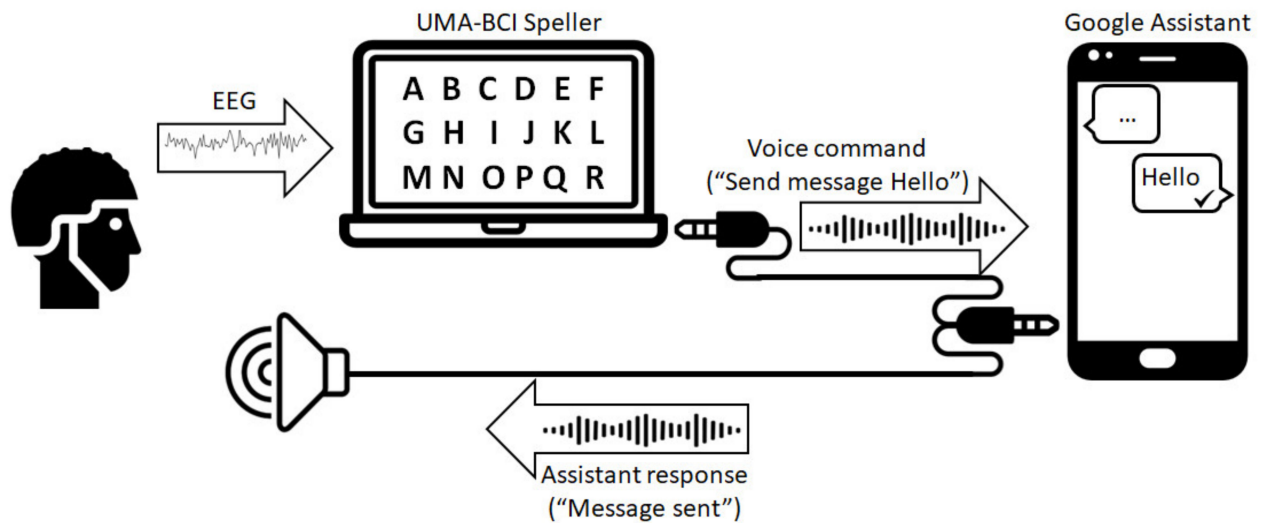 UMA-BCI Speller
Google Assistant
EEG
A B C D E F
G H I J K L
M N O P Q R
...
Hello
Voice command
(“Send message Hello”)
Assistant response
(“Message sent”)